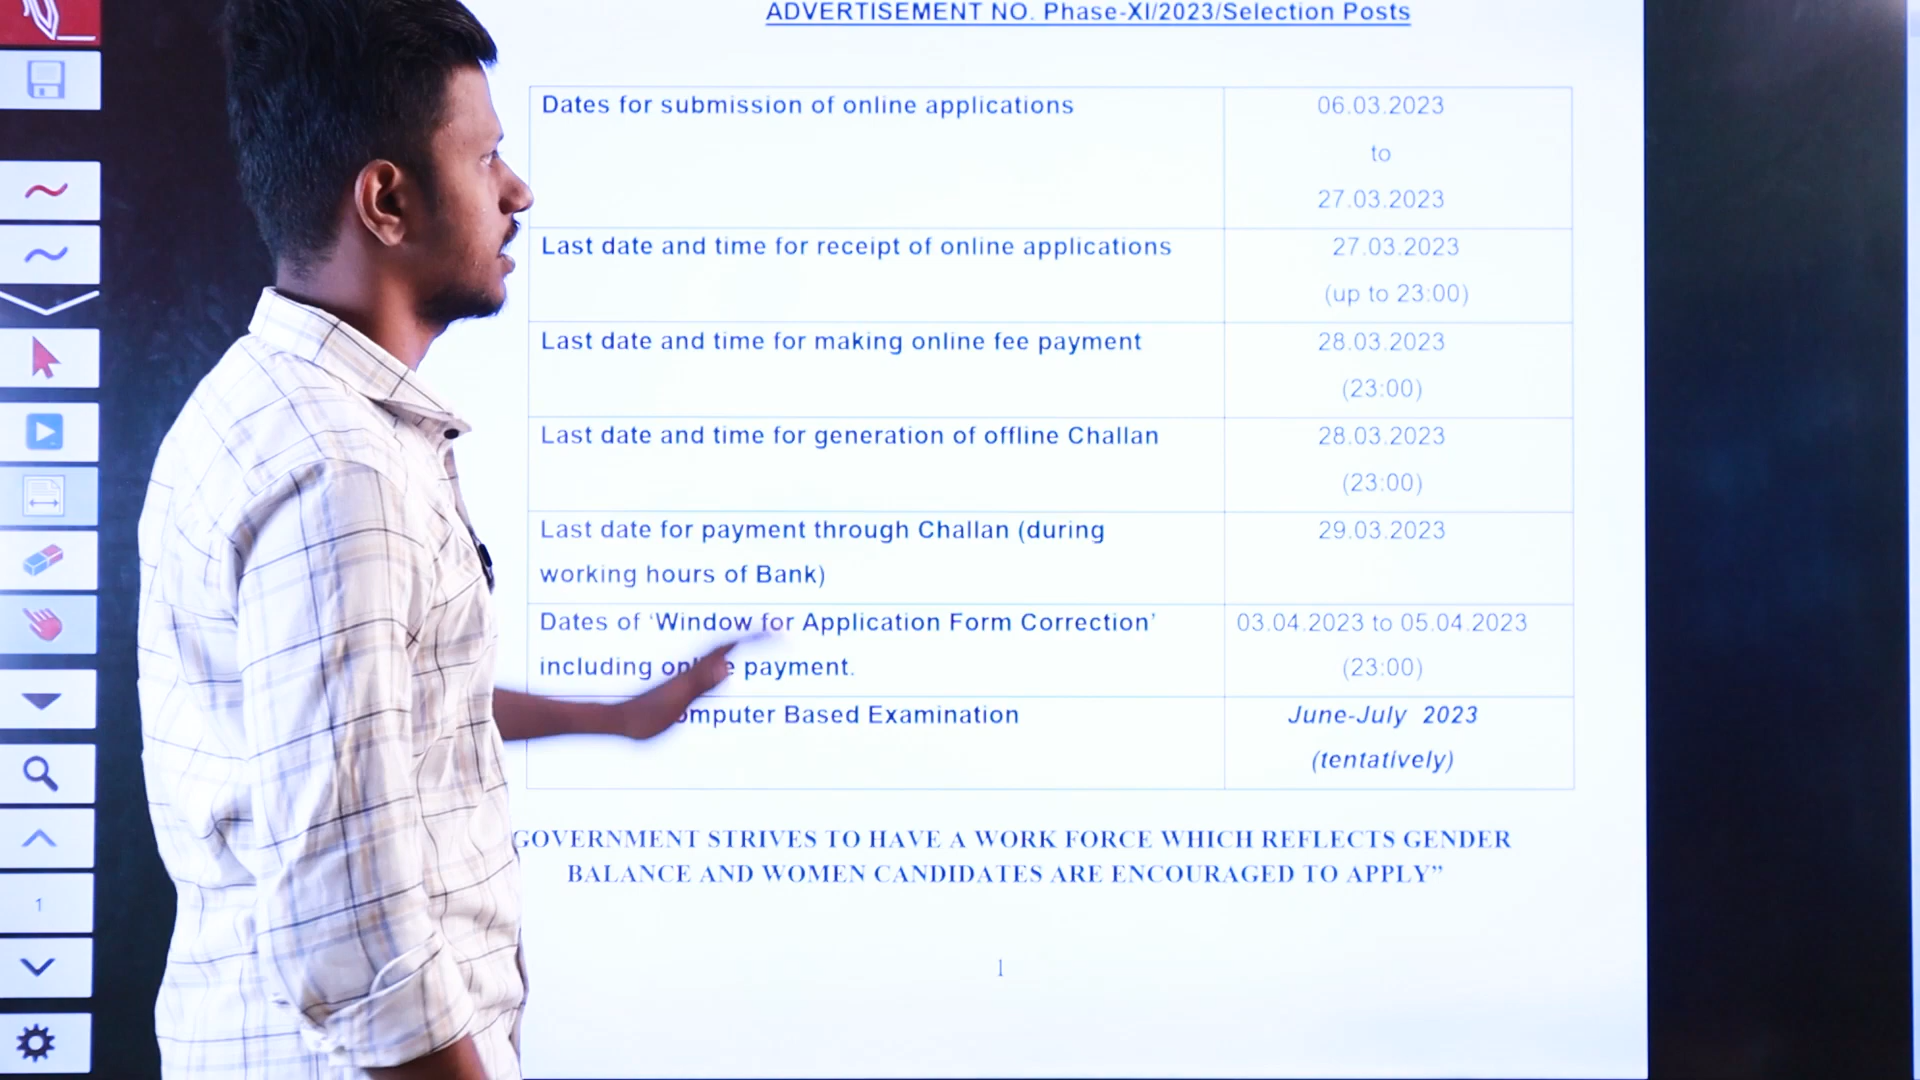 ADVERTISEMENT NO. Phase-XI/2023/Selection Posts
Dates for submission of online applications
06.03.2023
to
27.03.2023
Last date and time for receipt of online applications
27.03.2023
(up to 23:00)
Last date and time for making online fee payment
28.03.2023
(23:00)
Last date and time for generation of offline Challan
28.03.2023
(23:00)
Last date for payment through Challan (during
working hours of Bank)
29.03.2023
Dates of ‘Window for Application Form Correction’
including payment.
03.04.2023 to 05.04.2023
(23:00)
Based Examination
June-July 2023
(tentatively)
GOVERNMENT STRIVES TO HAVE A WORK FORCE WHICH REFLECTS GENDER
BALANCE AND WOMEN CANDIDATES ARE ENCOURAGED TO APPLY”
1
1